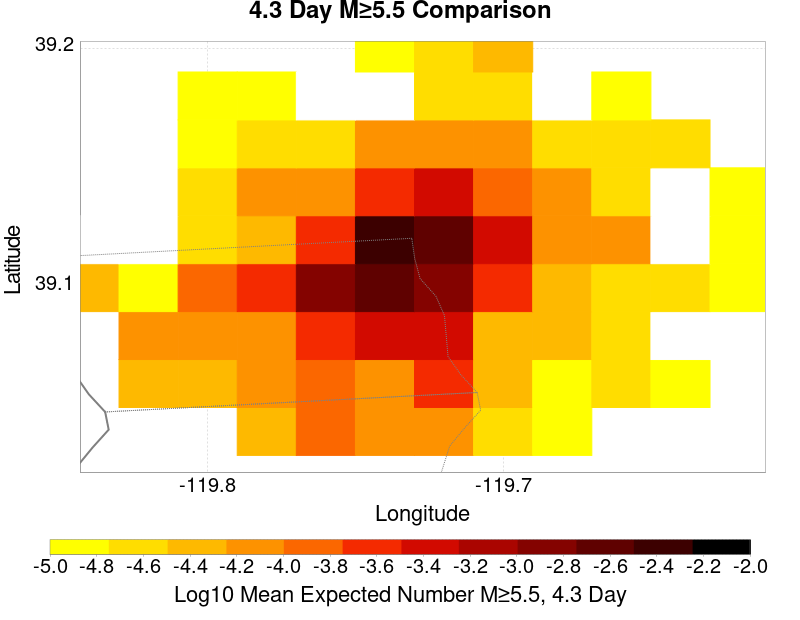 4.3 Day M≥5.5 Comparison
39.2
39.1
Latitude
-119.8 -119.7
Longitude
-5.0 -4.8 -4.6 -4.4 -4.2 -4.0 -3.8 -3.6 -3.4 -3.2 -3.0 -2.8 -2.6 -2.4 -2.2 -2.0
Log10 Mean Expected Number M≥5.5, 4.3 Day